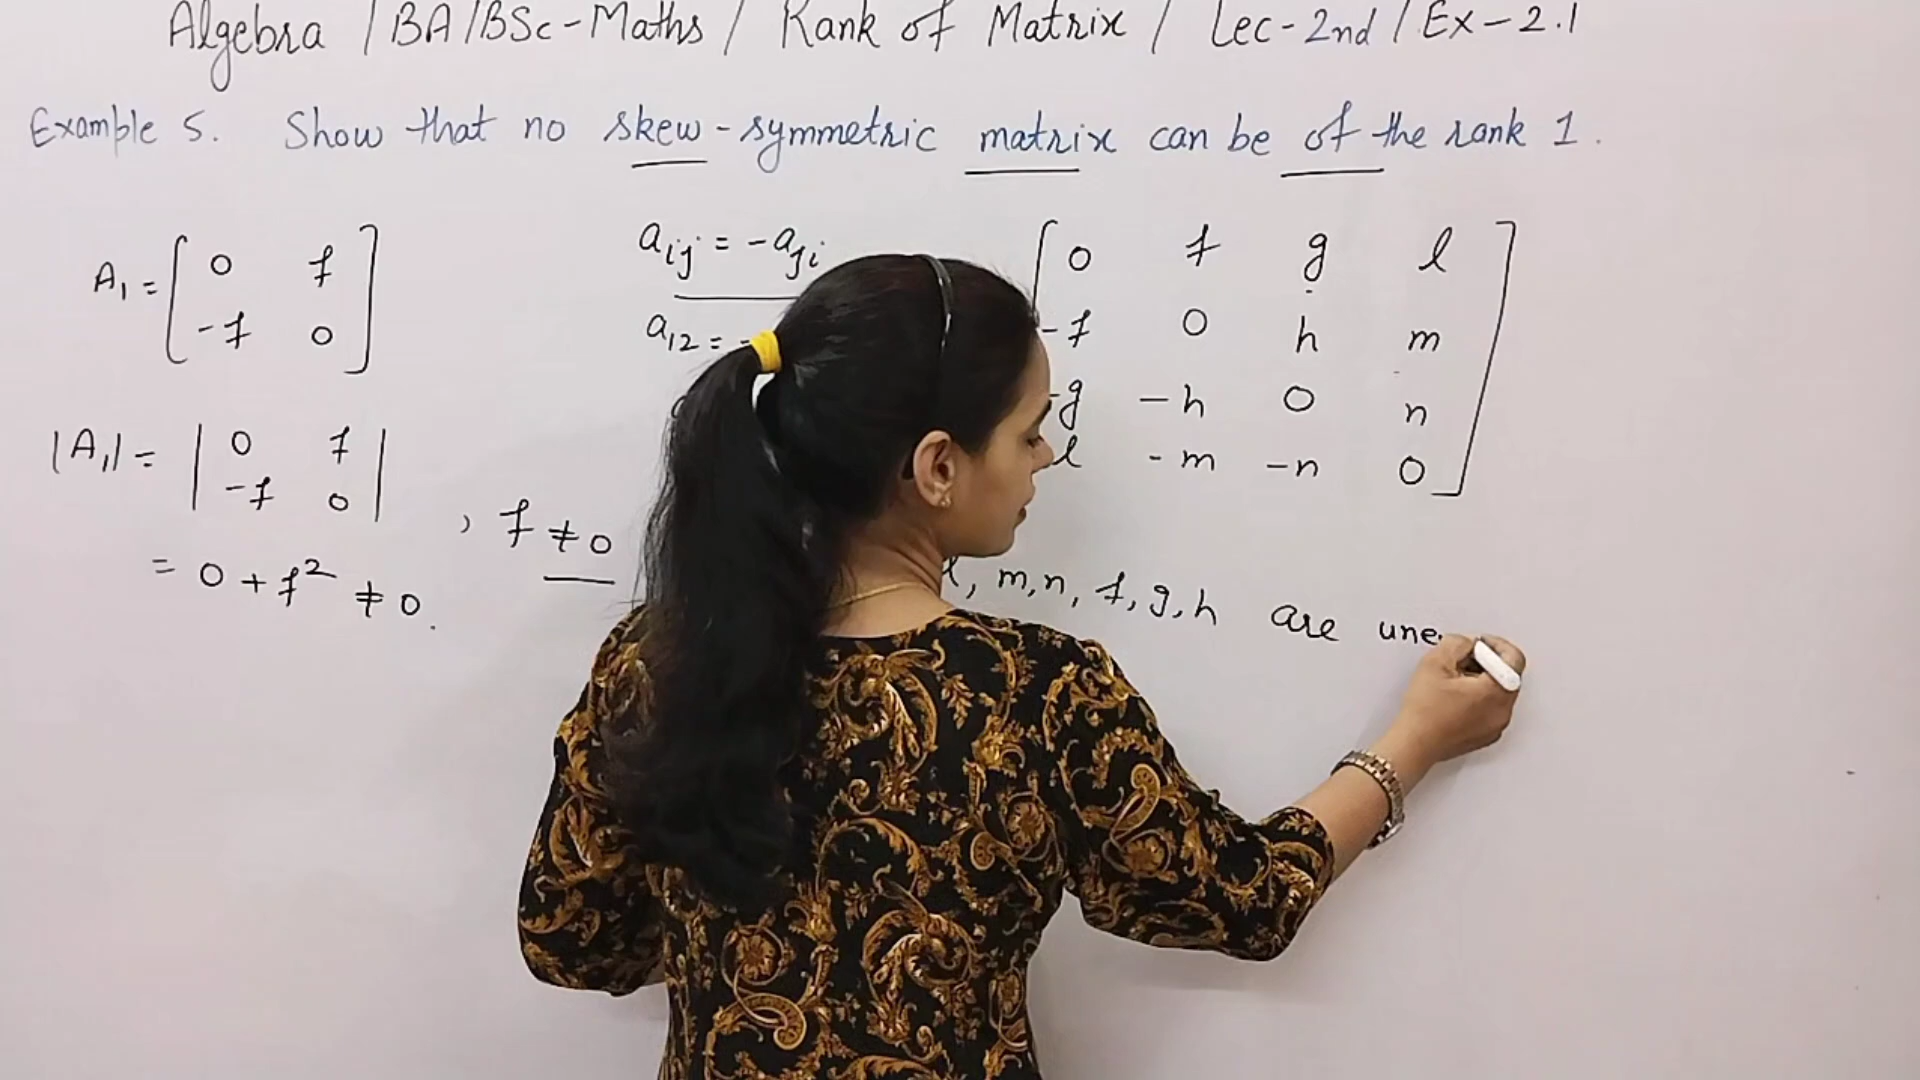 Algebra / BA/BSc-Maths / Rank of Matrix / Lec-2nd / Ex-2.1
Example 5. Show that no skew-symmetric matrix can be of the rank 1.
A₁ = [ 0 f
-f 0 ]
|A₁| = | 0 f
-f 0 | , f ≠ 0
= 0 + f² ≠ 0.
aij = -aji
a12 = -
[ 0 f g l
-f 0 h m
-g -h 0 n
l -m -n 0 ]
l, m, n, f, g, h are une